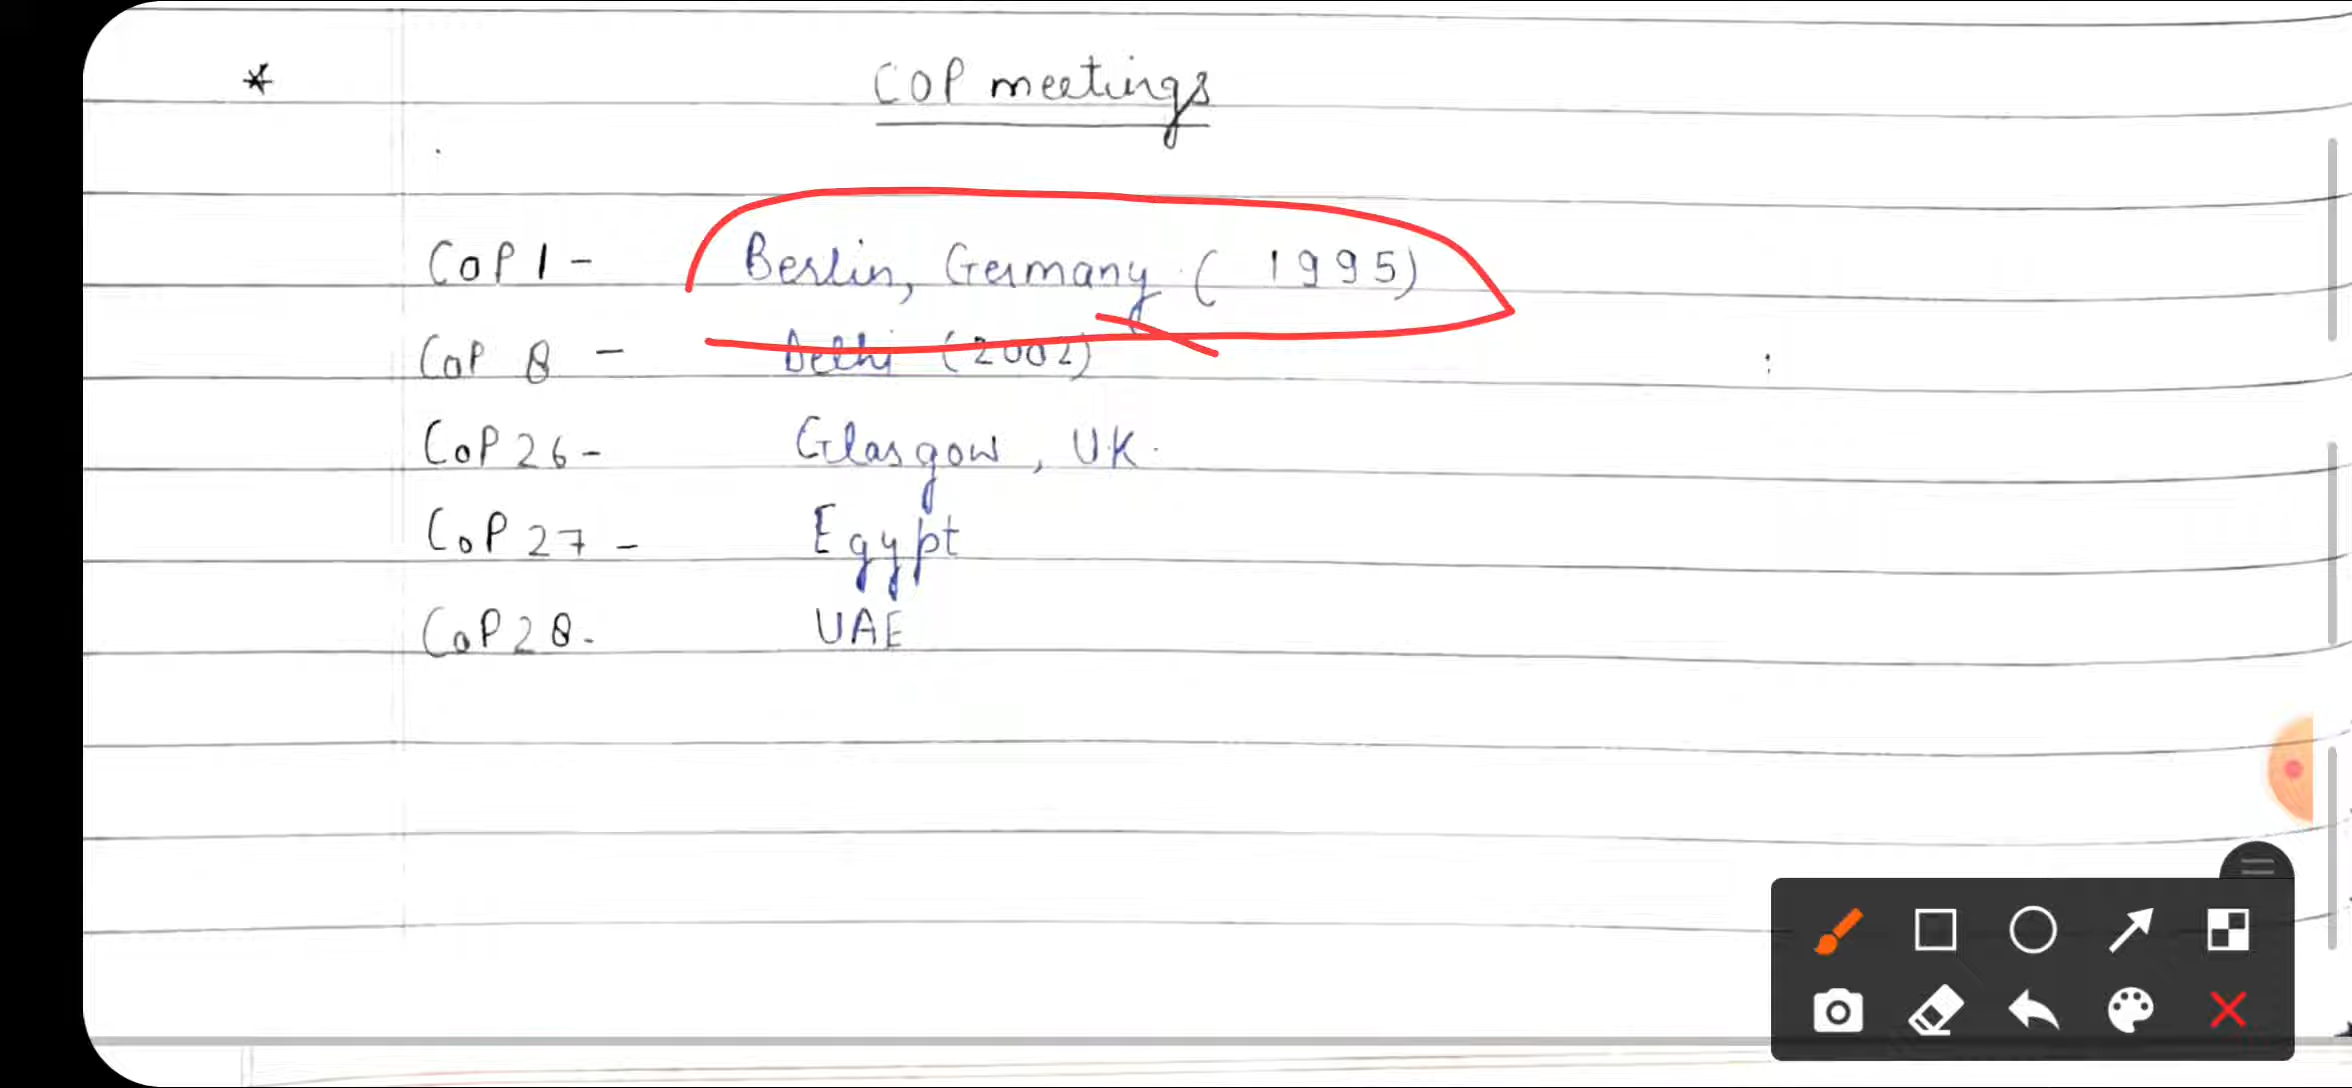 * COP meetings
COP 1 - Berlin, Germany (1995)
COP 8 - Delhi (2002)
COP 26 - Glasgow, UK.
COP 27 - Egypt
COP 28 - UAE